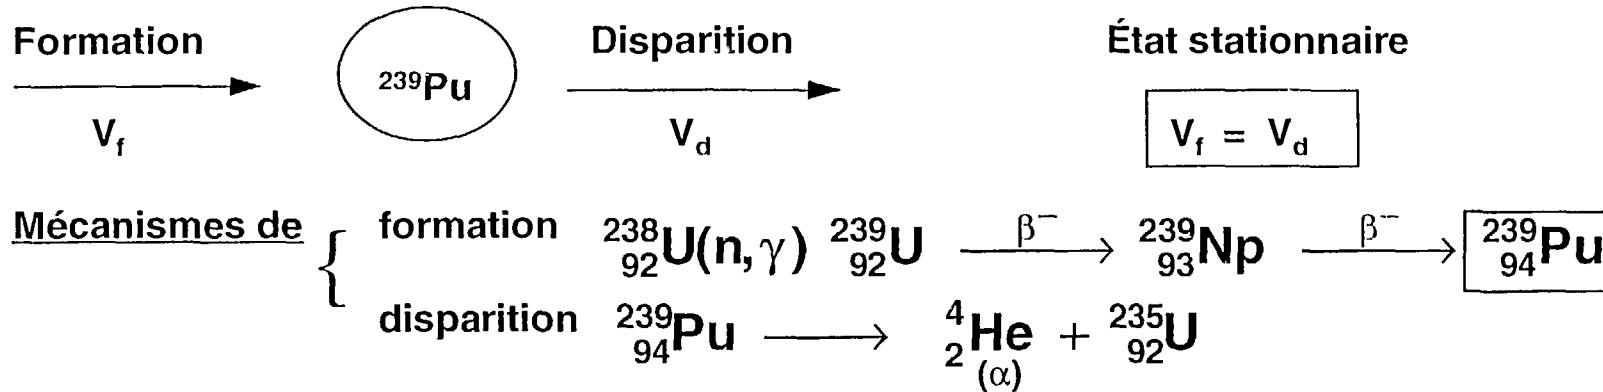 Formation Disparition État stationnaire
²³⁹Pu
V_f V_d V_f = V_d
Mécanismes de { formation ²³⁸₉₂U(n,γ) ²³⁹₉₂U —β⁻→ ²³⁹₉₃Np —β⁻→ ²³⁹₉₄Pu
disparition ²³⁹₉₄Pu ⟶ ⁴₂He + ²³⁵₉₂U
(α)